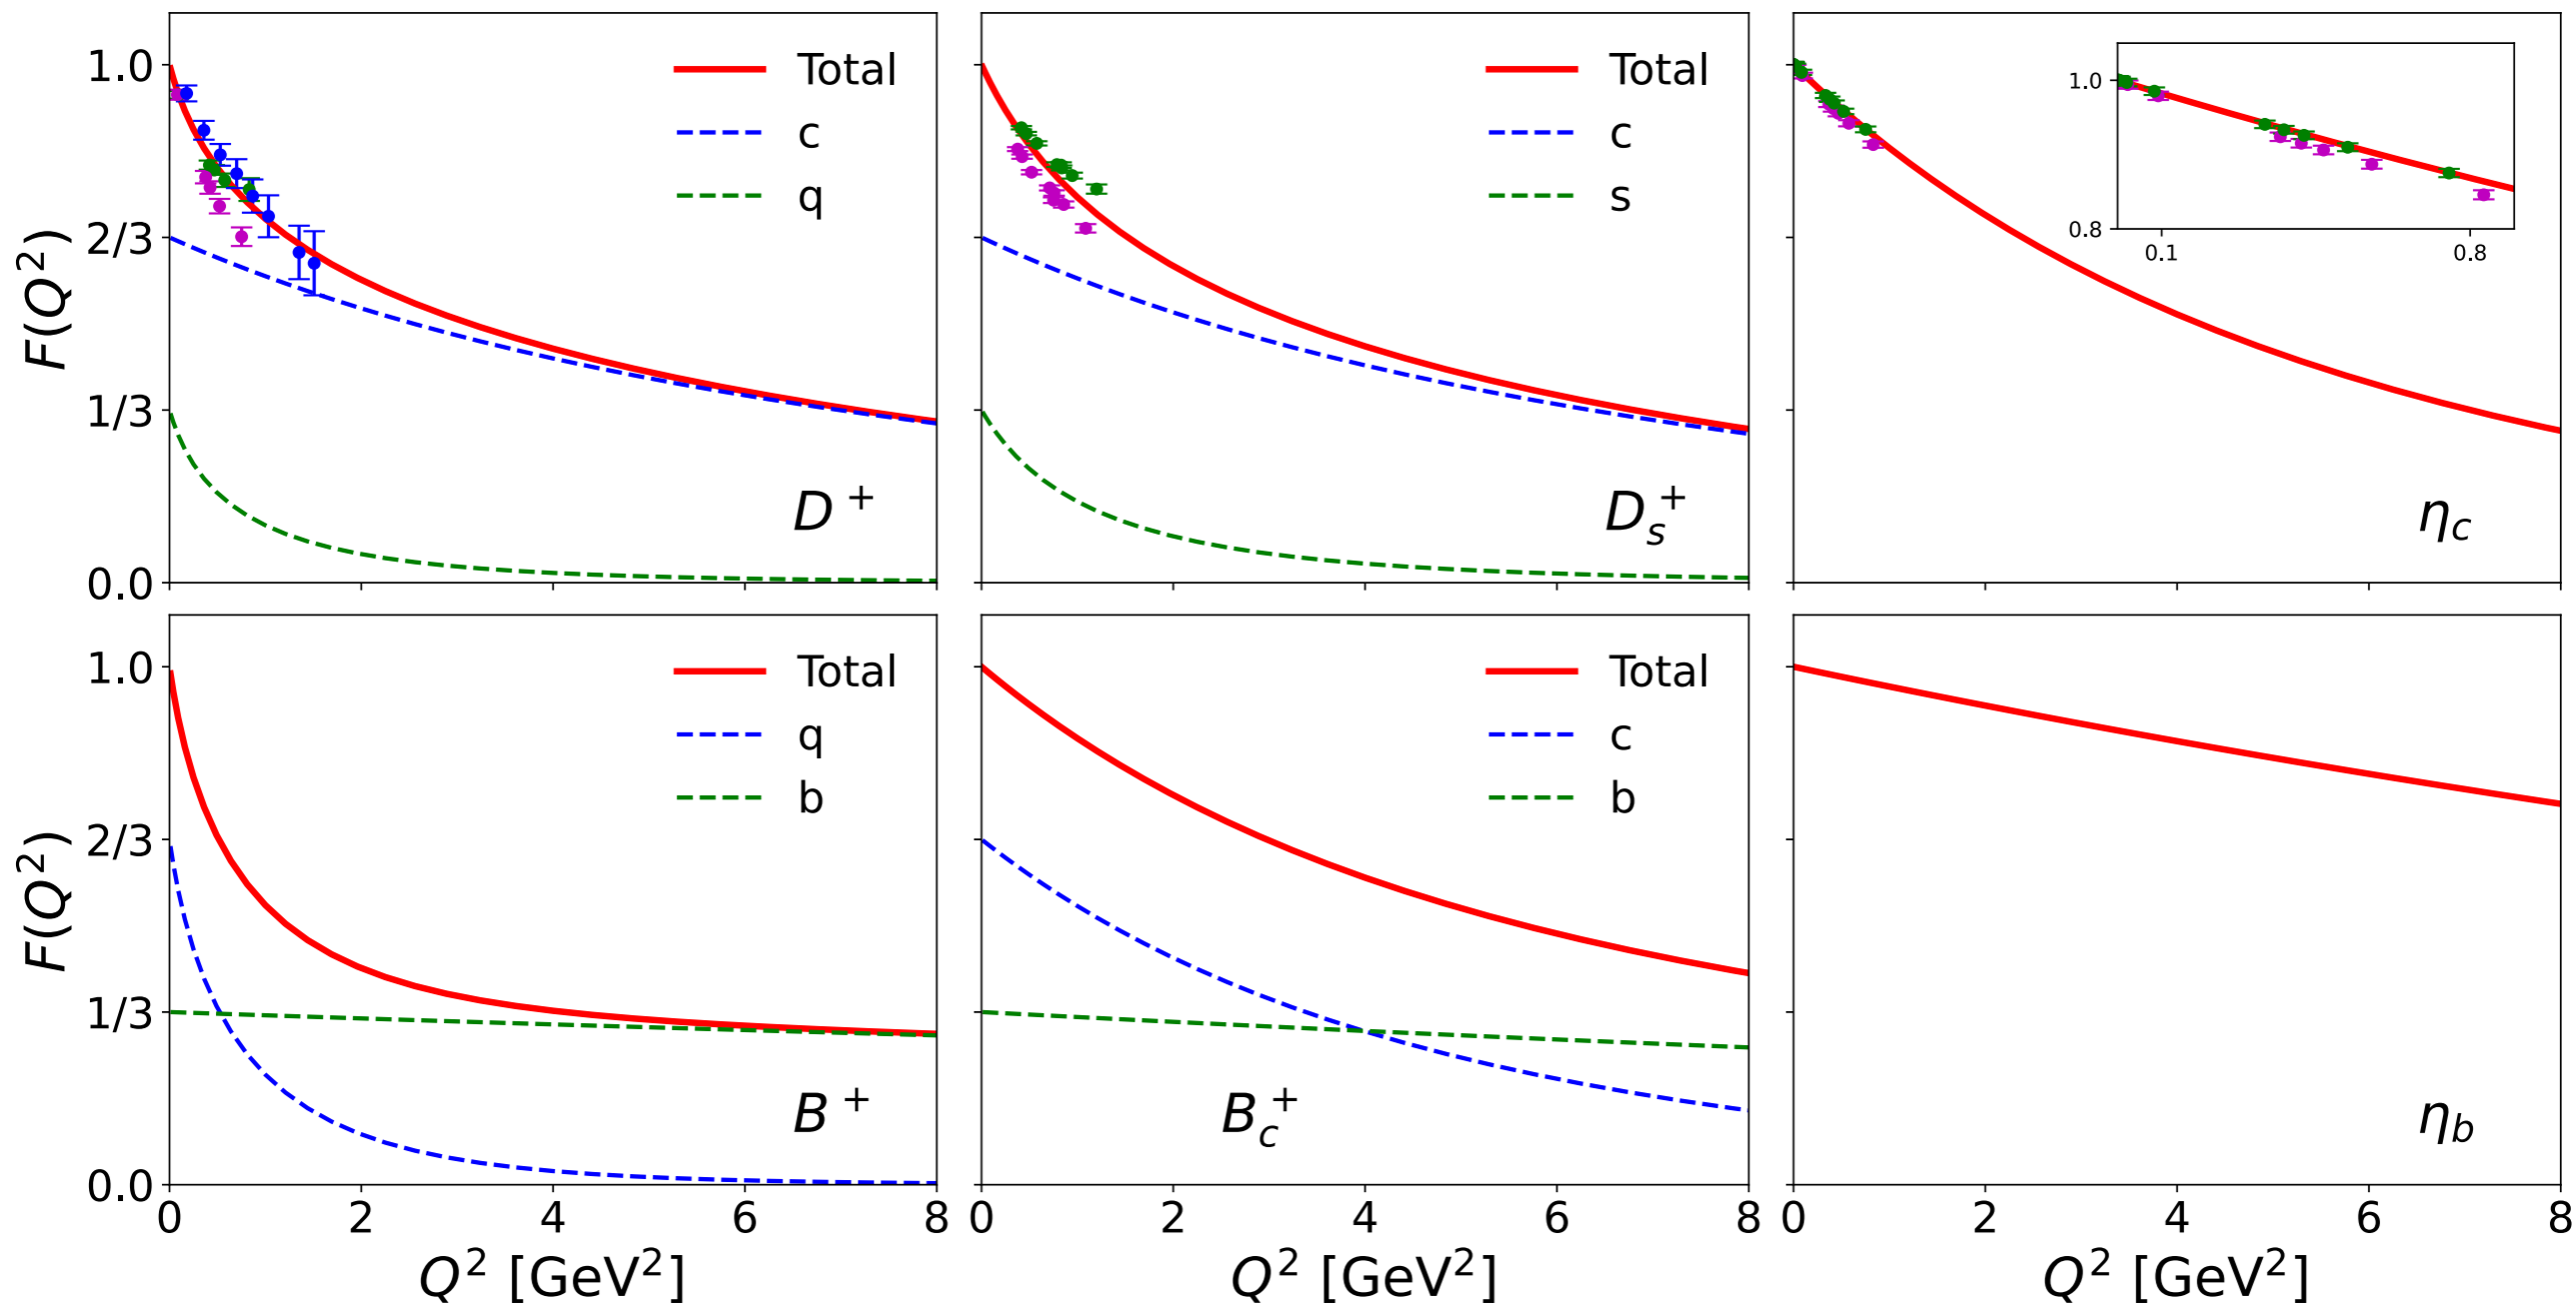 F(Q²)
1.0
2/3
1/3
0.0
Total
c
q
D⁺
Total
c
s
Dₛ⁺
1.0
0.8
0.1
0.8
η_c
F(Q²)
1.0
2/3
1/3
0.0
Total
q
b
B⁺
0
2
4
6
8
Q² [GeV²]
Total
c
b
B_c⁺
0
2
4
6
8
Q² [GeV²]
η_b
0
2
4
6
8
Q² [GeV²]